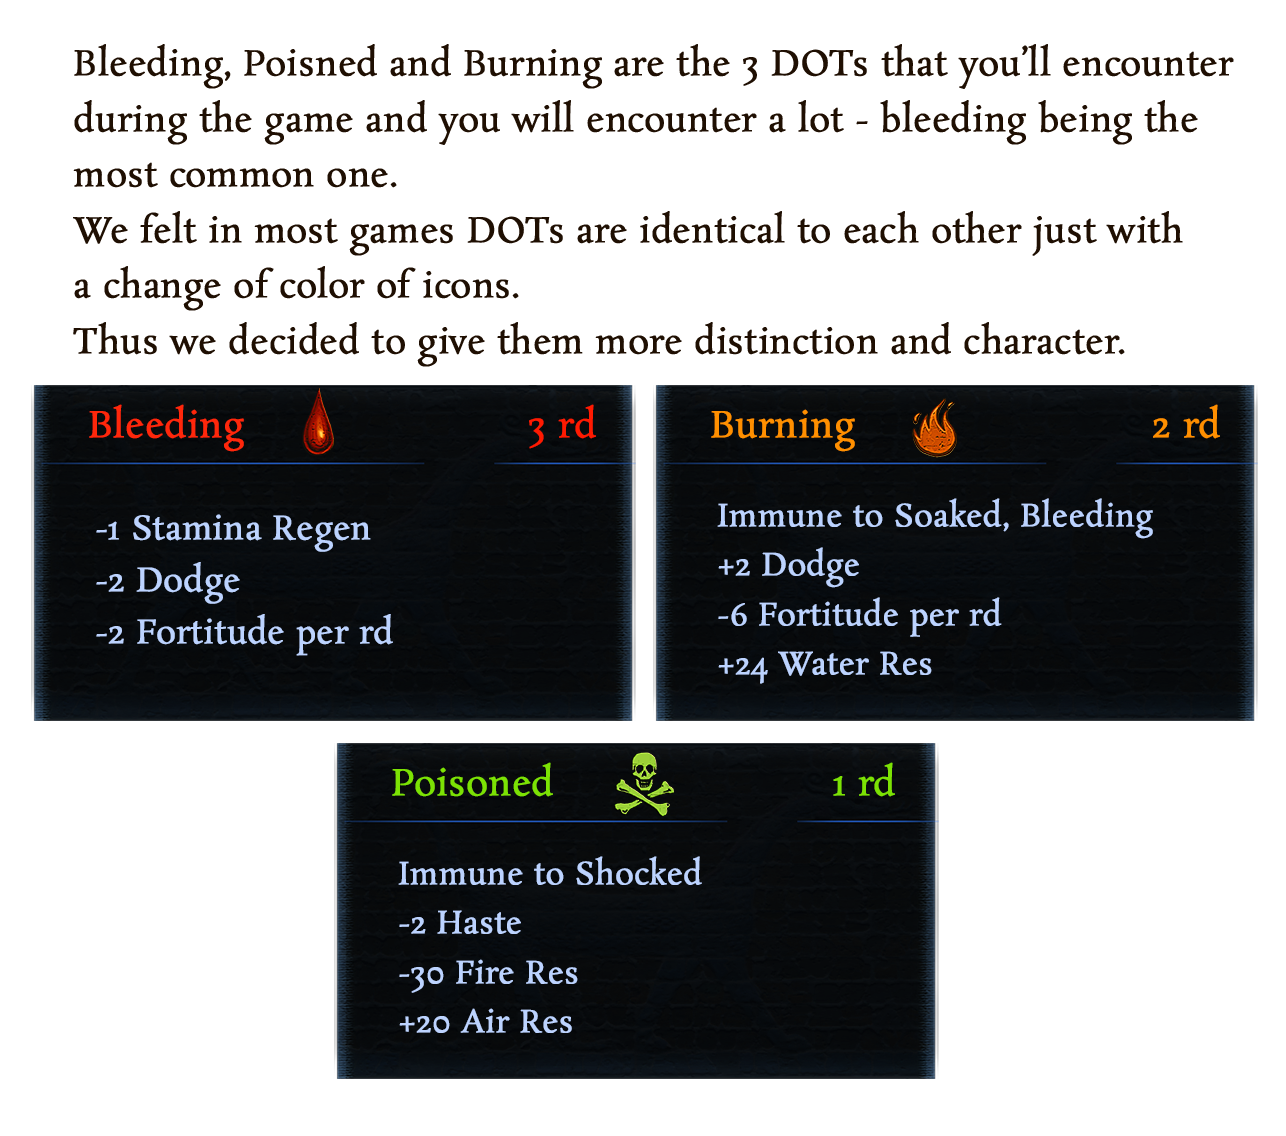 Bleeding, Poisned and Burning are the 3 DOTs that you'll encounter
during the game and you will encounter a lot - bleeding being the
most common one.
We felt in most games DOTs are identical to each other just with
a change of color of icons.
Thus we decided to give them more distinction and character.
Bleeding 3 rd
-1 Stamina Regen
-2 Dodge
-2 Fortitude per rd
Burning 2 rd
Immune to Soaked, Bleeding
+2 Dodge
-6 Fortitude per rd
+24 Water Res
Poisoned 1 rd
Immune to Shocked
-2 Haste
-30 Fire Res
+20 Air Res